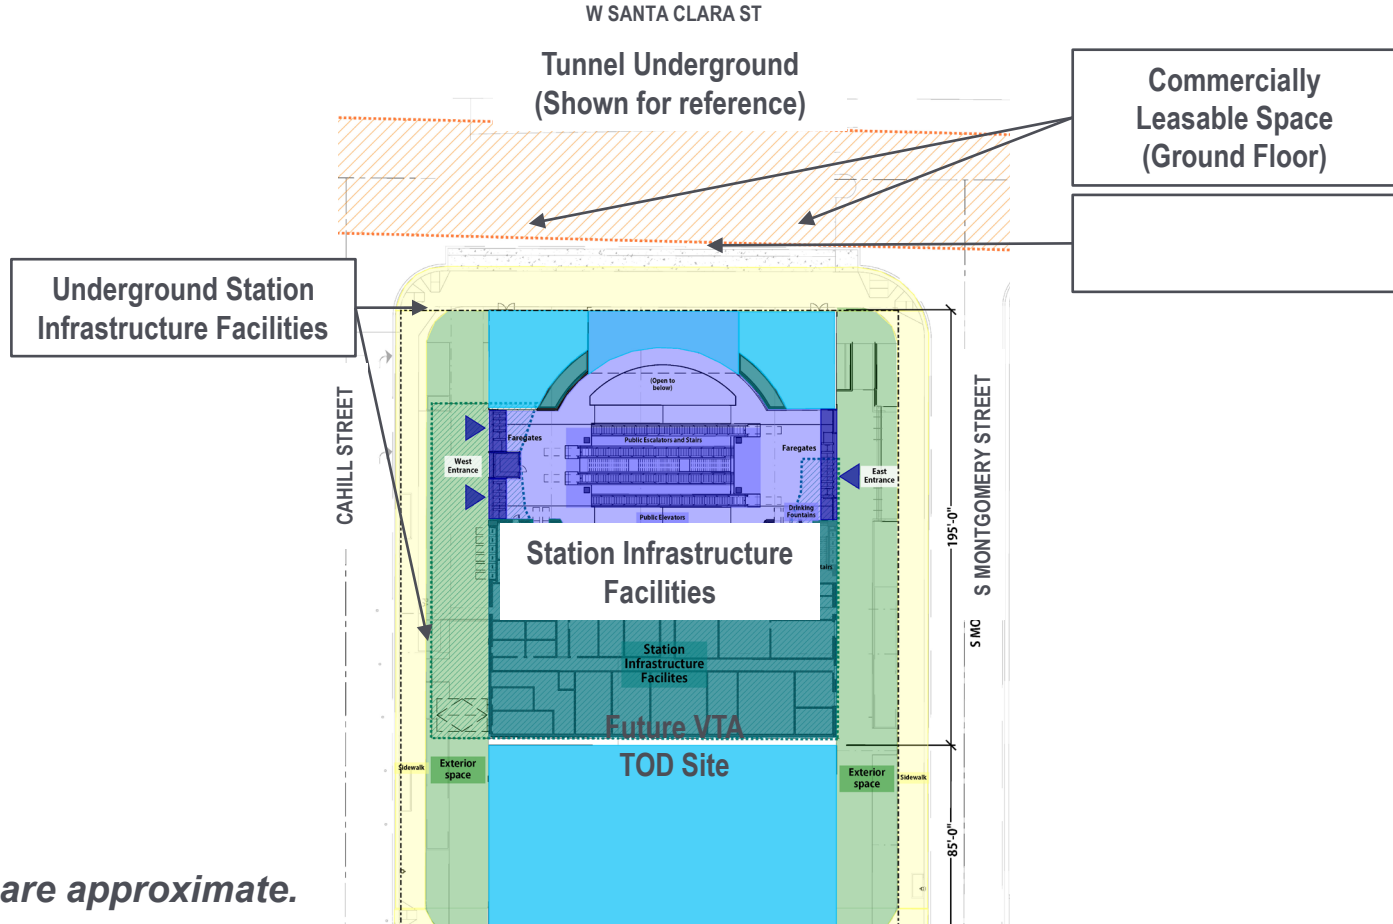 W SANTA CLARA ST
Tunnel Underground
(Shown for reference)
Commercially
Leasable Space
(Ground Floor)
Underground Station
Infrastructure Facilities
CAHILL STREET
S MONTGOMERY STREET
S MO
(Open to
below)
Faregates
Public Escalators and Stairs
Faregates
West
Entrance
East
Entrance
Drinking
Fountains
Public Elevators
195'-0"
Station Infrastructure
Facilities
tairs
Station
Infrastructure
Facilites
Future VTA
TOD Site
Sidewalk
Exterior
space
Exterior
space
Sidewalk
85'-0"
are approximate.